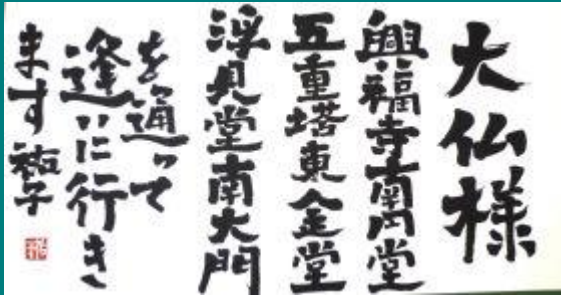 大仏様
興福寺南円堂
五重塔東金堂
浮見堂南大門
を通って
逢いに行き
ます 祐子